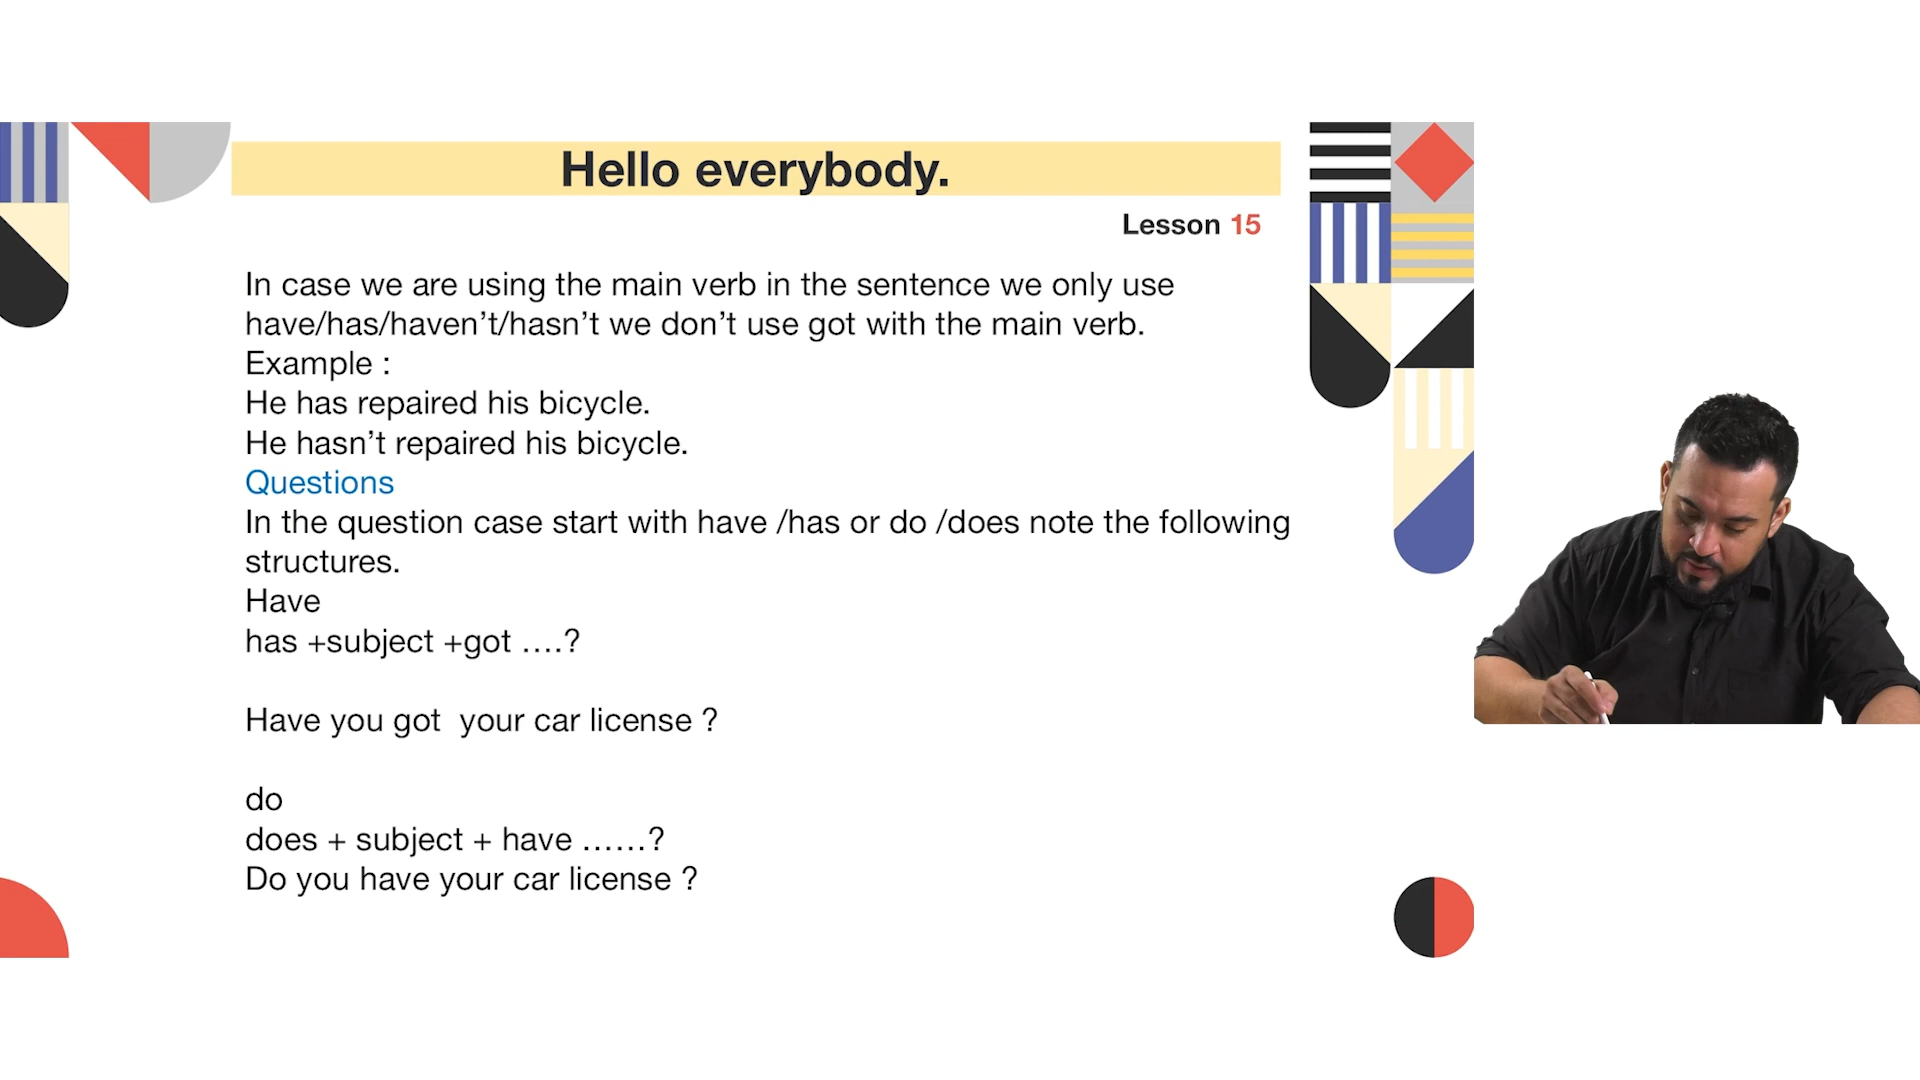 Hello everybody.
Lesson 15
In case we are using the main verb in the sentence we only use
have/has/haven’t/hasn’t we don’t use got with the main verb.
Example :
He has repaired his bicycle.
He hasn’t repaired his bicycle.
Questions
In the question case start with have /has or do /does note the following
structures.
Have
has +subject +got ….?
Have you got  your car license ?
do
does + subject + have ……?
Do you have your car license ?